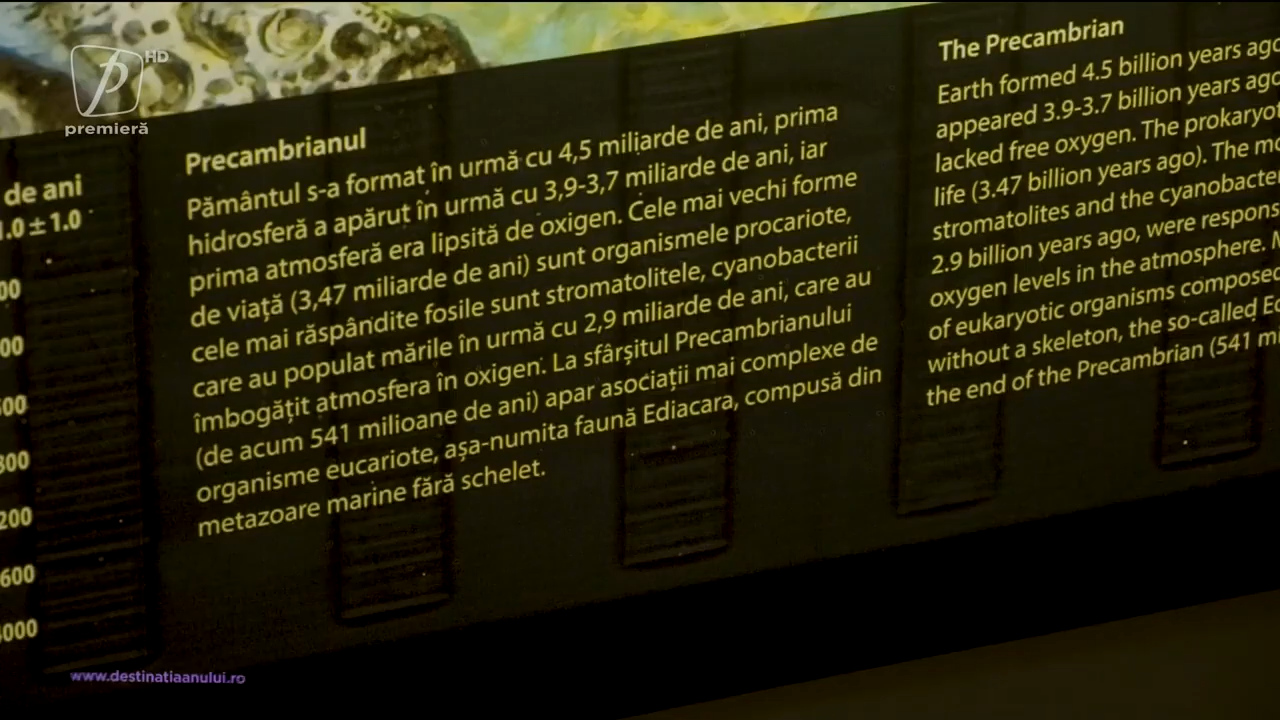 HD
premieră
de ani
1.0 ± 1.0
Precambrianul
Pământul s-a format în urmă cu 4,5 miliarde de ani, prima
hidrosferă a apărut în urmă cu 3,9-3,7 miliarde de ani, iar
prima atmosferă era lipsită de oxigen. Cele mai vechi forme
de viață (3,47 miliarde de ani) sunt organismele procariote,
cele mai răspândite fosile sunt stromatolitele, cyanobacterii
care au populat mările în urmă cu 2,9 miliarde de ani, care au
îmbogățit atmosfera în oxigen. La sfârșitul Precambrianului
(de acum 541 milioane de ani) apar asociații mai complexe de
organisme eucariote, așa-numita faună Ediacara, compusă din
metazoare marine fără schelet.
The Precambrian
Earth formed 4.5 billion years ago
appeared 3.9-3.7 billion years ago
lacked free oxygen. The prokaryo
life (3.47 billion years ago). The mo
stromatolites and the cyanobacter
2.9 billion years ago, were respons
oxygen levels in the atmosphere.
of eukaryotic organisms composed
without a skeleton, the so-called Ed
the end of the Precambrian (541 mi
00
00
500
800
200
600
4000
www.destinatiaanului.ro